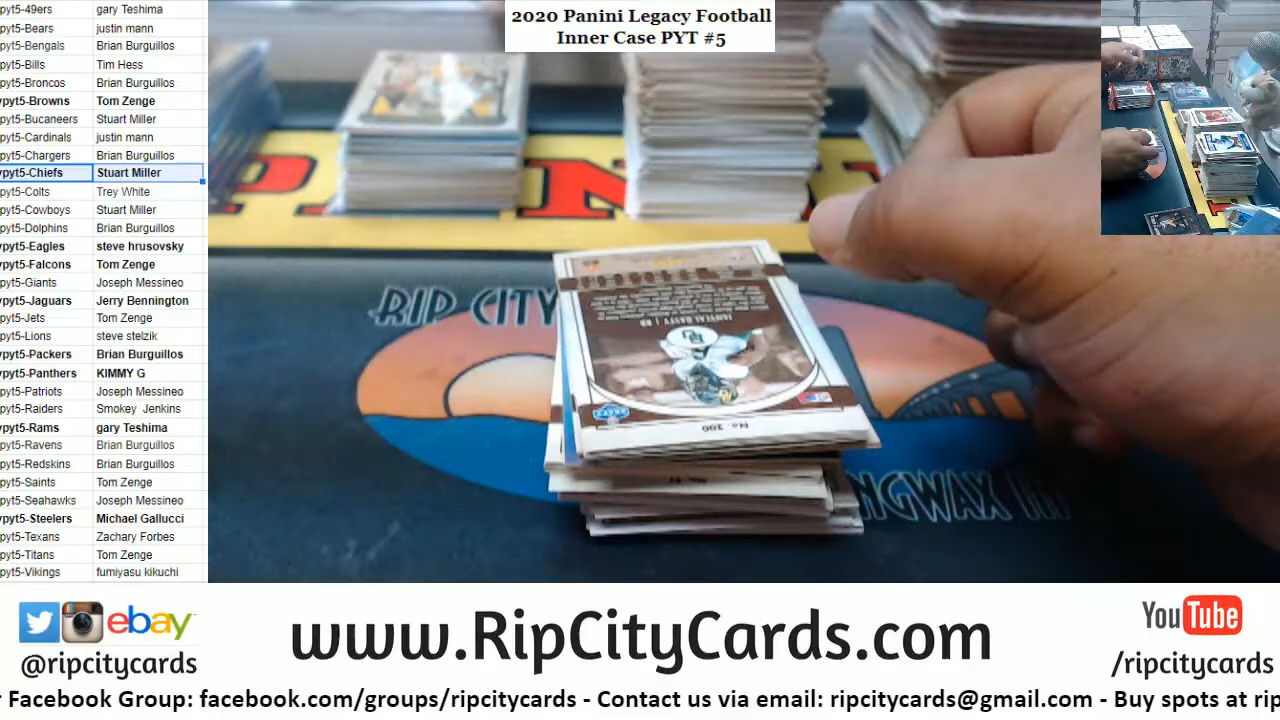 2020 Panini Legacy Football
Inner Case PYT #5
pyt5-49ers gary Teshima
pyt5-Bears justin mann
pyt5-Bengals Brian Burguillos
pyt5-Bills Tim Hess
pyt5-Broncos Brian Burguillos
pyt5-Browns Tom Zenge
pyt5-Bucaneers Stuart Miller
pyt5-Cardinals justin mann
pyt5-Chargers Brian Burguillos
pyt5-Chiefs Stuart Miller
pyt5-Colts Trey White
pyt5-Cowboys Stuart Miller
pyt5-Dolphins Brian Burguillos
pyt5-Eagles steve hrusovsky
pyt5-Falcons Tom Zenge
pyt5-Giants Joseph Messineo
pyt5-Jaguars Jerry Bennington
pyt5-Jets Tom Zenge
pyt5-Lions steve stelzik
pyt5-Packers Brian Burguillos
pyt5-Panthers KIMMY G
pyt5-Patriots Joseph Messineo
pyt5-Raiders Smokey Jenkins
pyt5-Rams gary Teshima
pyt5-Ravens Brian Burguillos
pyt5-Redskins Brian Burguillos
pyt5-Saints Tom Zenge
pyt5-Seahawks Joseph Messineo
pyt5-Steelers Michael Gallucci
pyt5-Texans Zachary Forbes
pyt5-Titans Tom Zenge
pyt5-Vikings fumiyasu kikuchi
RIP CITY
JAMYCAL HASTY | RB
No. 200
ebay
@ripcitycards
www.RipCityCards.com
YouTube
/ripcitycards
Facebook Group: facebook.com/groups/ripcitycards - Contact us via email: ripcitycards@gmail.com - Buy spots at rip